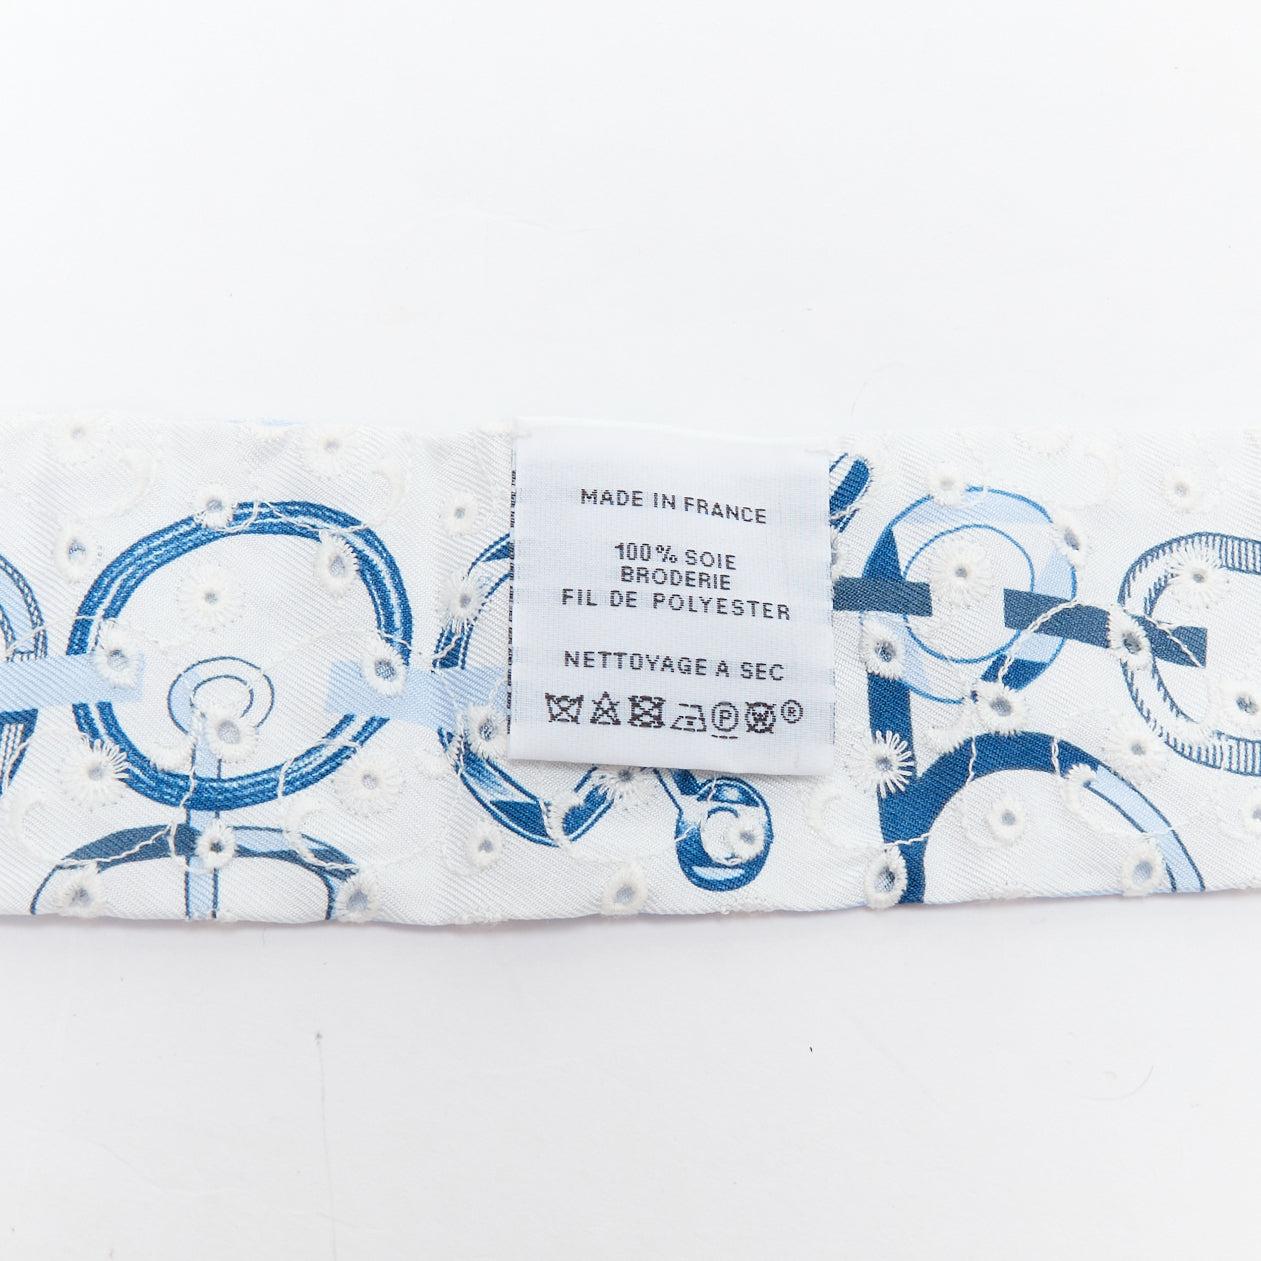 MADE IN FRANCE
100% SOIE
BRODERIE
FIL DE POLYESTER
NETTOYAGE A SEC
P ®